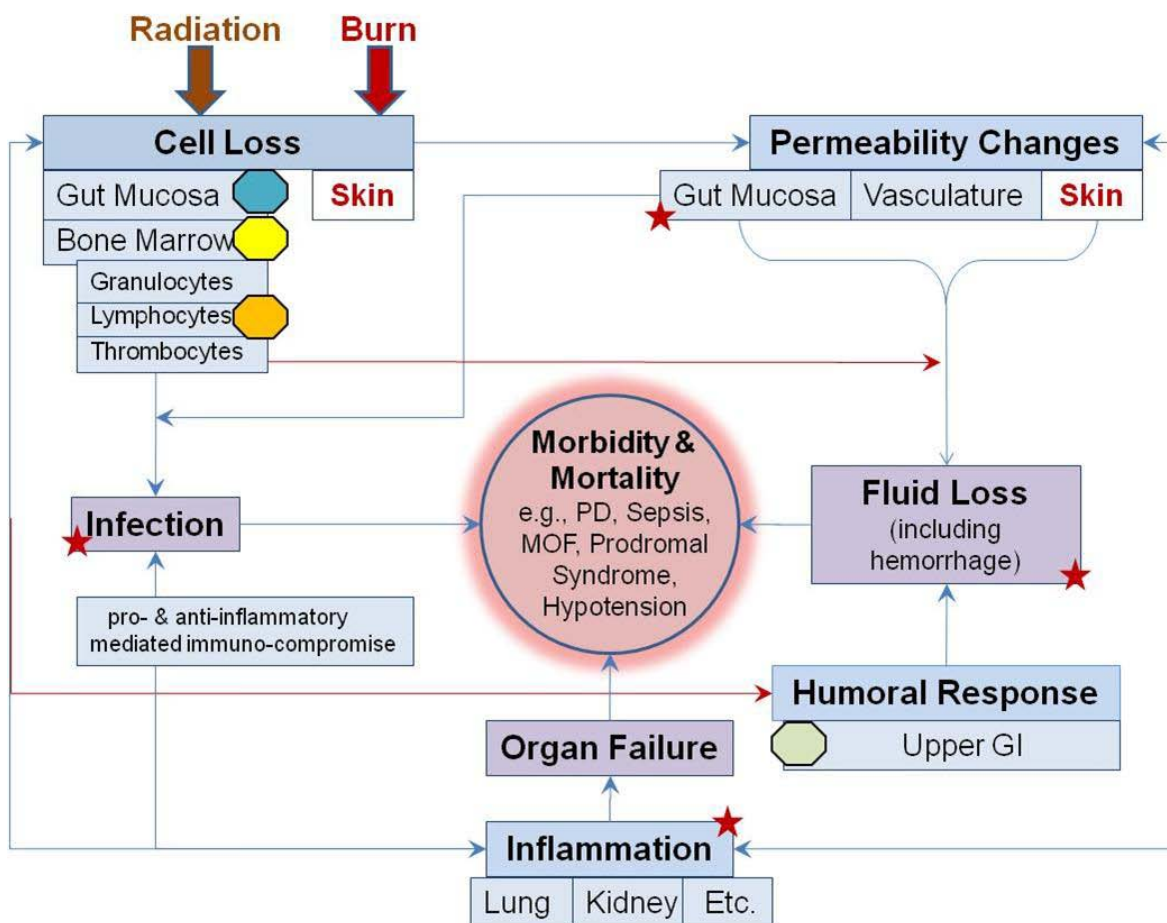 Radiation
Burn
Cell Loss
Gut Mucosa
Skin
Bone Marrow
Granulocytes
Lymphocytes
Thrombocytes
Permeability Changes
Gut Mucosa
Vasculature
Skin
Morbidity &
Mortality
e.g., PD, Sepsis,
MOF, Prodromal
Syndrome,
Hypotension
Infection
Fluid Loss
(including
hemorrhage)
pro- & anti-inflammatory
mediated immuno-compromise
Humoral Response
Upper GI
Organ Failure
Inflammation
Lung
Kidney
Etc.